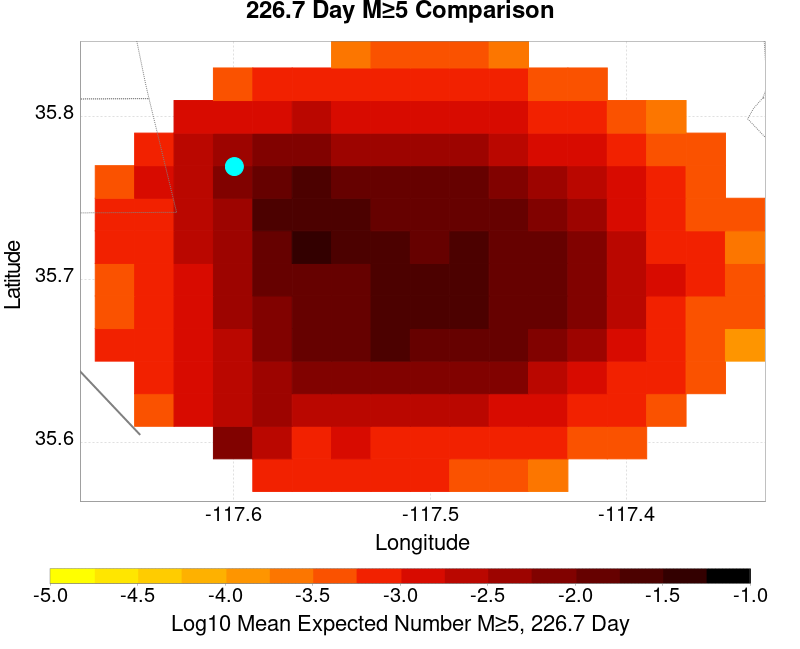 226.7 Day M≥5 Comparison
35.8
35.7
35.6
Latitude
-117.6 -117.5 -117.4
Longitude
-5.0 -4.5 -4.0 -3.5 -3.0 -2.5 -2.0 -1.5 -1.0
Log10 Mean Expected Number M≥5, 226.7 Day